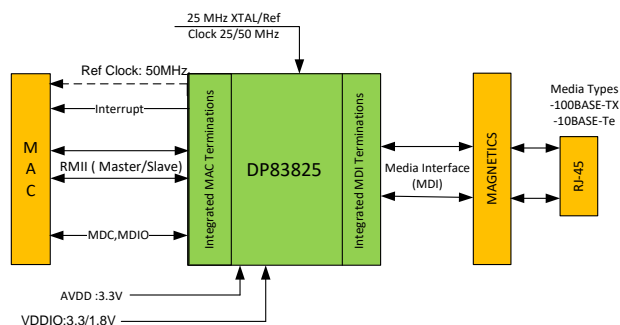 25 MHz XTAL/Ref
Clock 25/50 MHz
Ref Clock: 50MHz
Interrupt
M
A
C
RMII ( Master/Slave)
MDC,MDIO
Integrated MAC Terminations
DP83825
Integrated MDI Terminations
Media Interface
(MDI)
MAGNETICS
Media Types
-100BASE-TX
-10BASE-Te
RJ-45
AVDD :3.3V
VDDIO:3.3/1.8V